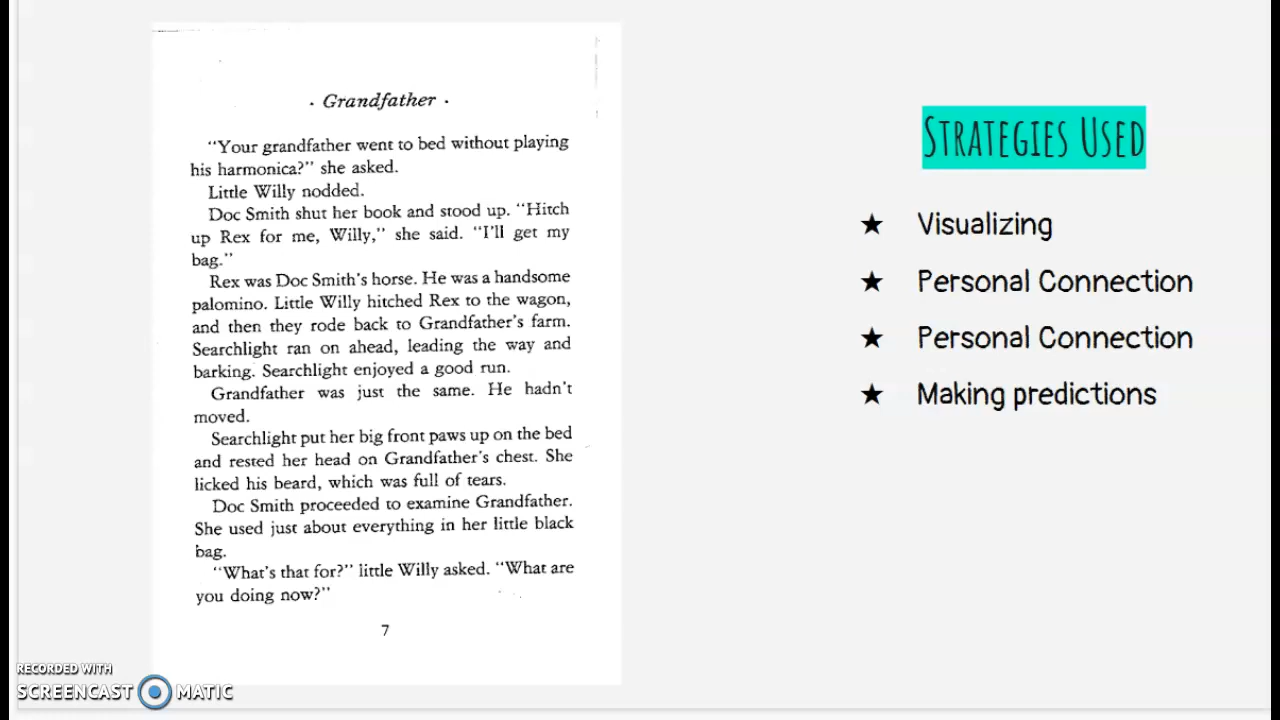 · Grandfather ·
"Your grandfather went to bed without playing
his harmonica?" she asked.
Little Willy nodded.
Doc Smith shut her book and stood up. "Hitch
up Rex for me, Willy," she said. "I'll get my
bag."
Rex was Doc Smith's horse. He was a handsome
palomino. Little Willy hitched Rex to the wagon,
and then they rode back to Grandfather's farm.
Searchlight ran on ahead, leading the way and
barking. Searchlight enjoyed a good run.
Grandfather was just the same. He hadn't
moved.
Searchlight put her big front paws up on the bed
and rested her head on Grandfather's chest. She
licked his beard, which was full of tears.
Doc Smith proceeded to examine Grandfather.
She used just about everything in her little black
bag.
"What's that for?" little Willy asked. "What are
you doing now?"
7
STRATEGIES USED
★ Visualizing
★ Personal Connection
★ Personal Connection
★ Making predictions
RECORDED WITH
SCREENCAST MATIC